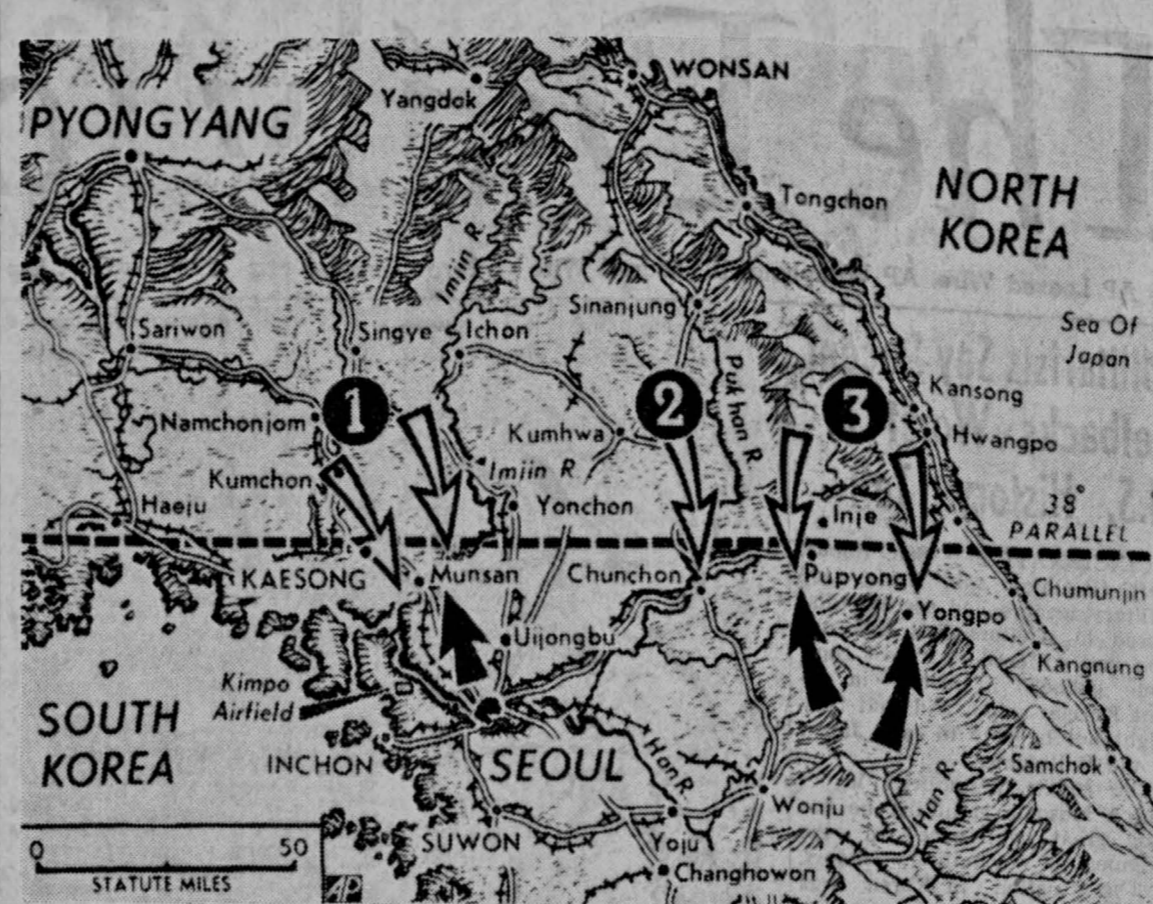 WONSAN
Yangdok
PYONGYANG
NORTH
KOREA
Tongchon
Imjin R.
Sinanjung
Sea Of
Japan
Sariwon
Singye
Ichon
Pukhan R.
Kansong
1
2
3
Namchonjom
Kumhwa
Hwangpo
Kumchon
Imjin R
Haeju
Yonchon
Inje
38°
PARALLEL
KAESONG
Munsan
Chunchon
Pupyong
Chumunjin
Yongpo
Uijongbu
Kangnung
Kimpo
Airfield
SOUTH
KOREA
INCHON
SEOUL
Han R.
Samchok
Han R.
Wonju
SUWON
Yoju
Changhowon
0 50
STATUTE MILES
AP